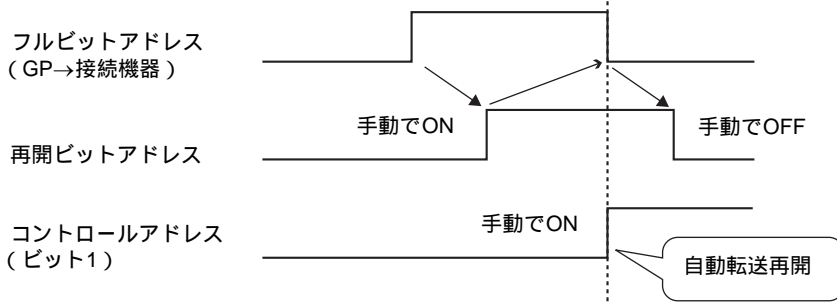 フルビットアドレス
（GP→接続機器）
手動でON
手動でOFF
再開ビットアドレス
手動でON
コントロールアドレス
（ビット1）
自動転送再開